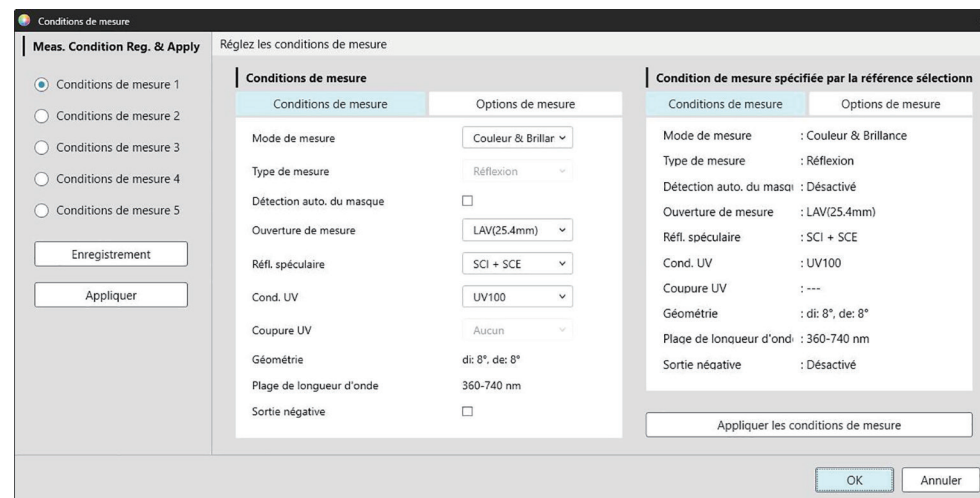 Conditions de mesure
Meas. Condition Reg. & Apply
Conditions de mesure 1
Conditions de mesure 2
Conditions de mesure 3
Conditions de mesure 4
Conditions de mesure 5
Enregistrement
Appliquer
Réglez les conditions de mesure
Conditions de mesure
Conditions de mesure Options de mesure
Mode de mesure Couleur & Brillar
Type de mesure Réflexion
Détection auto. du masque
Ouverture de mesure LAV(25.4mm)
Réfl. spéculaire SCI + SCE
Cond. UV UV100
Coupure UV Aucun
Géométrie di: 8°, de: 8°
Plage de longueur d'onde 360-740 nm
Sortie négative
Condition de mesure spécifiée par la référence sélectionn
Conditions de mesure Options de mesure
Mode de mesure : Couleur & Brillance
Type de mesure : Réflexion
Détection auto. du masqu : Désactivé
Ouverture de mesure : LAV(25.4mm)
Réfl. spéculaire : SCI + SCE
Cond. UV : UV100
Coupure UV : ---
Géométrie : di: 8°, de: 8°
Plage de longueur d'onde : 360-740 nm
Sortie négative : Désactivé
Appliquer les conditions de mesure
OK Annuler